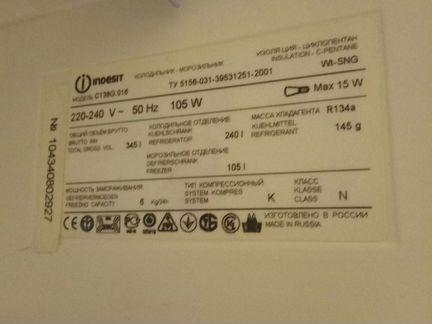 INDESIT
ХОЛОДИЛЬНИК - МОРОЗИЛЬНИК
ИЗОЛЯЦИЯ - ЦИКЛОПЕНТАН
INSULATION - C-PENTANE
МОДЕЛЬ C138G.016
ТУ 5156-031-39531251-2001
WI-SNG
220-240 V~ 50 Hz 105 W
Max 15 W
ОБЩИЙ ОБЪЕМ БРУТТО
BRUTTO INH
TOTAL GROSS VOL. 345 l
ХОЛОДИЛЬНОЕ ОТДЕЛЕНИЕ
KUEHLSCHRANK
REFRIGERATOR 240 l
МАССА ХЛАДАГЕНТА R134a
KUEHLMITTEL
REFRIGERANT 145 g
МОРОЗИЛЬНОЕ ОТДЕЛЕНИЕ
GEFRIERSCHRANK
FREEZER 105 l
МОЩНОСТЬ ЗАМОРАЖИВАНИЯ
GEFRIERVERMOEGEN
FREEZING CAPACITY 6 Kg/24h
ТИП КОМПРЕССИОННЫЙ
SYSTEM KOMPRES
SYSTEM K
КЛАСС
KLASSE
CLASS N
ИЗГОТОВЛЕНО В РОССИИ
MADE IN RUSSIA
№ 104340802927